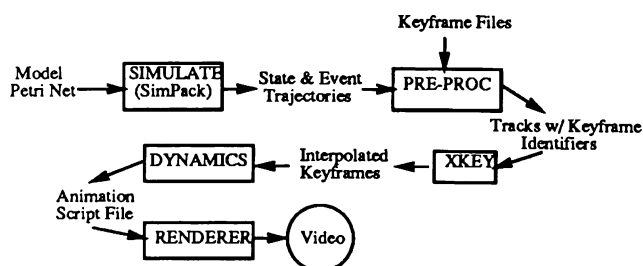 Keyframe Files
Model
Petri Net
SIMULATE
(SimPack)
State & Event
Trajectories
PRE-PROC
Tracks w/ Keyframe
Identifiers
XKEY
Interpolated
Keyframes
DYNAMICS
Animation
Script File
RENDERER
Video